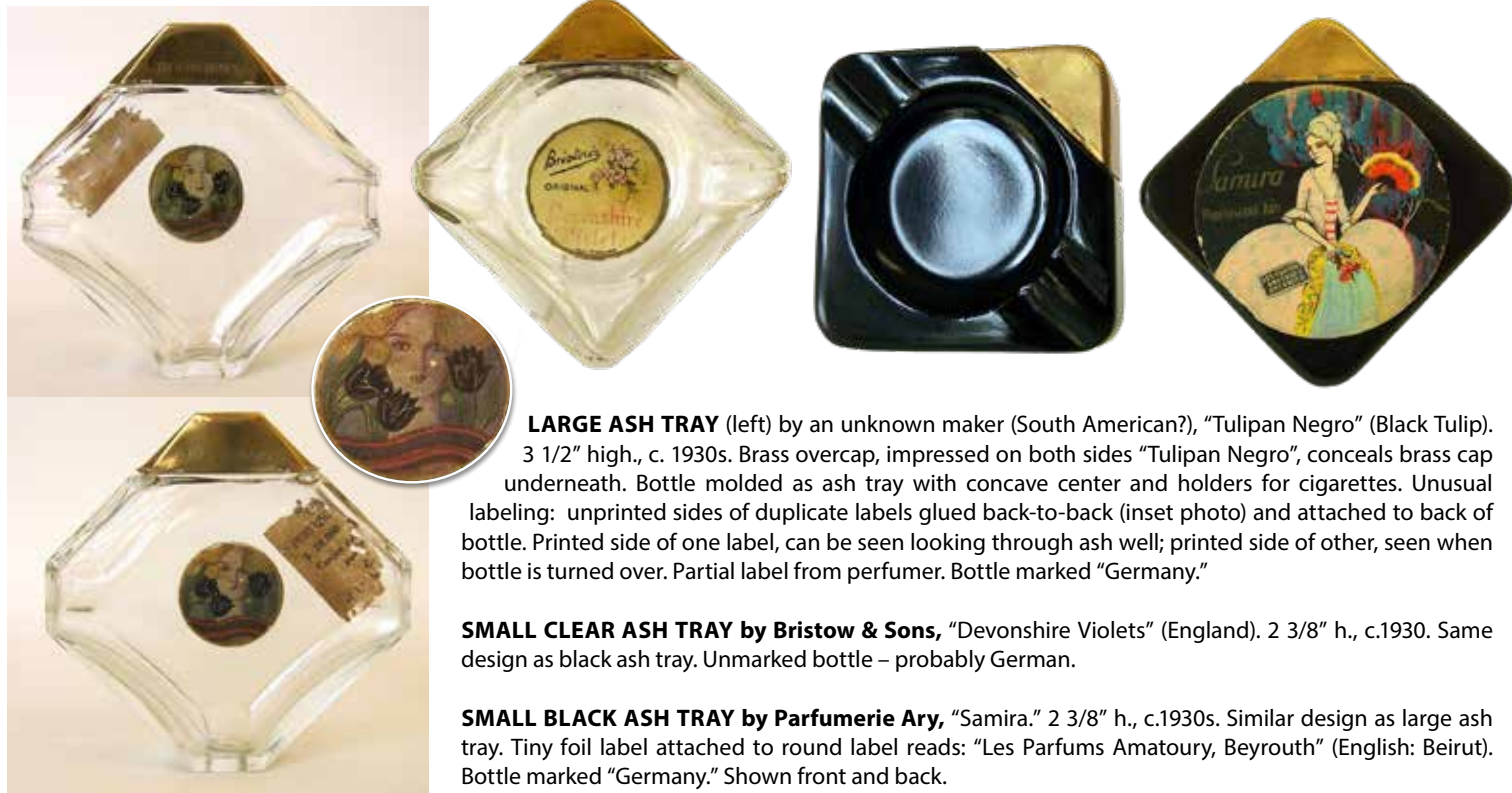 Bristow's
ORIGINAL
Devonshire
Violets
Samira
LARGE ASH TRAY (left) by an unknown maker (South American?), “Tulipan Negro” (Black Tulip).
3 1/2” high., c. 1930s. Brass overcap, impressed on both sides “Tulipan Negro”, conceals brass cap
underneath. Bottle molded as ash tray with concave center and holders for cigarettes. Unusual
labeling: unprinted sides of duplicate labels glued back-to-back (inset photo) and attached to back of
bottle. Printed side of one label, can be seen looking through ash well; printed side of other, seen when
bottle is turned over. Partial label from perfumer. Bottle marked “Germany.”
SMALL CLEAR ASH TRAY by Bristow & Sons, “Devonshire Violets” (England). 2 3/8” h., c.1930. Same
design as black ash tray. Unmarked bottle – probably German.
SMALL BLACK ASH TRAY by Parfumerie Ary, “Samira.” 2 3/8” h., c.1930s. Similar design as large ash
tray. Tiny foil label attached to round label reads: “Les Parfums Amatoury, Beyrouth” (English: Beirut).
Bottle marked “Germany.” Shown front and back.